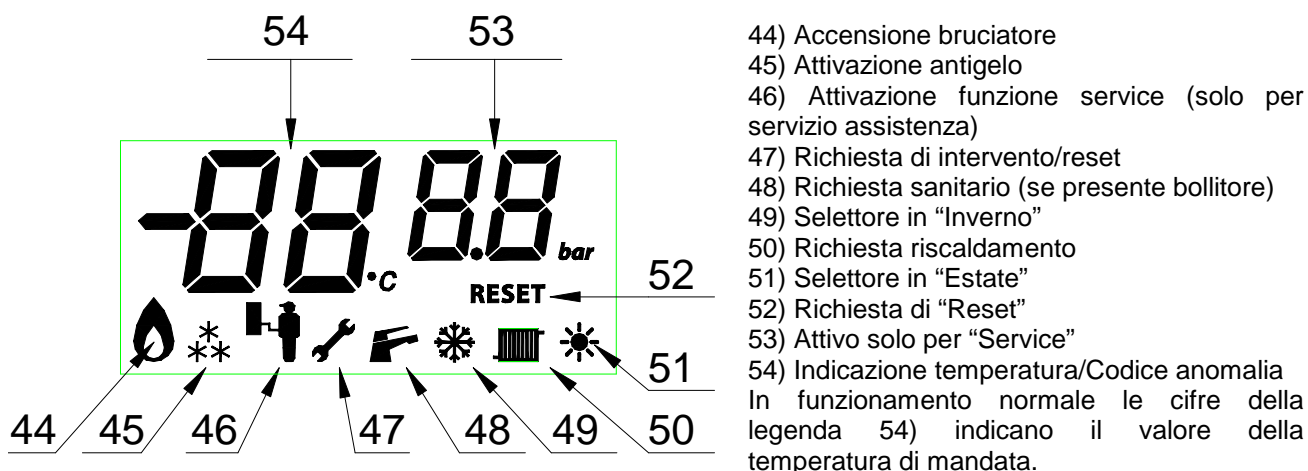 54 53
-88 8.8
°C bar
RESET
52
51
44 45 46 47 48 49 50
44) Accensione bruciatore
45) Attivazione antigelo
46) Attivazione funzione service (solo per
servizio assistenza)
47) Richiesta di intervento/reset
48) Richiesta sanitario (se presente bollitore)
49) Selettore in “Inverno”
50) Richiesta riscaldamento
51) Selettore in “Estate”
52) Richiesta di “Reset”
53) Attivo solo per “Service”
54) Indicazione temperatura/Codice anomalia
In funzionamento normale le cifre della
legenda 54) indicano il valore della
temperatura di mandata.